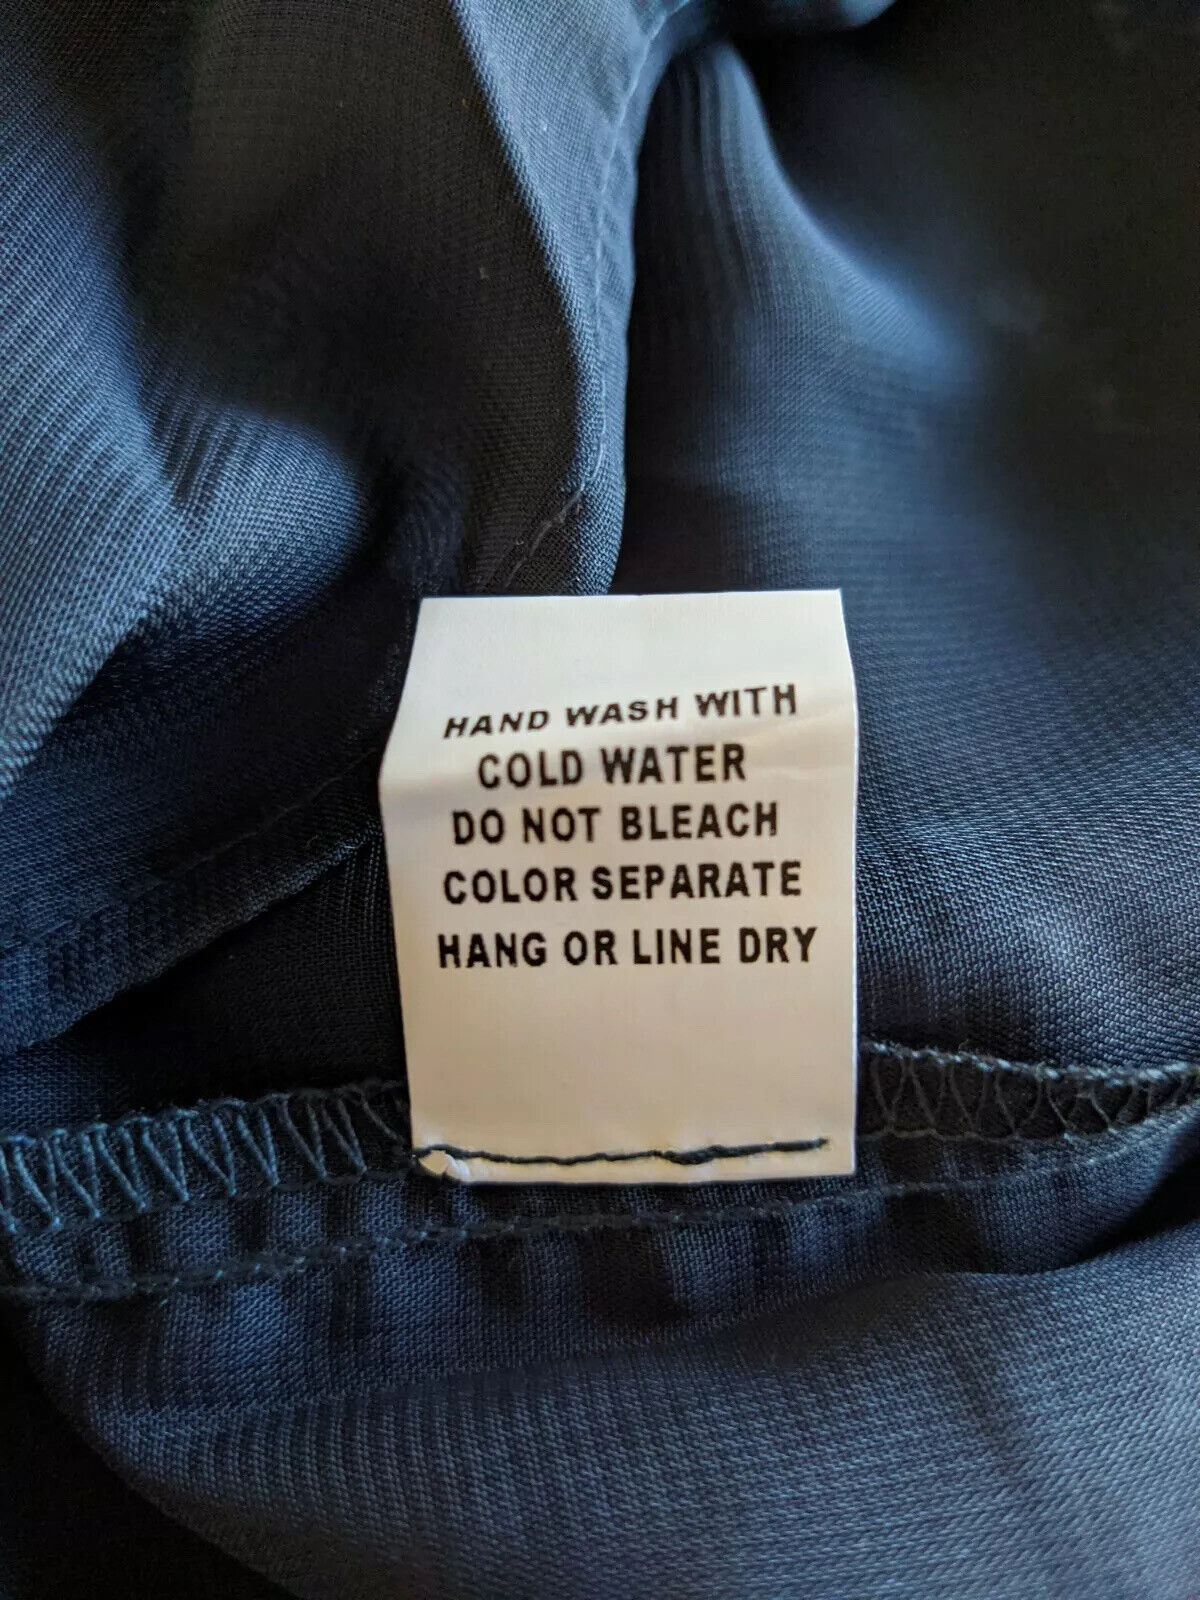 HAND WASH WITH
COLD WATER
DO NOT BLEACH
COLOR SEPARATE
HANG OR LINE DRY